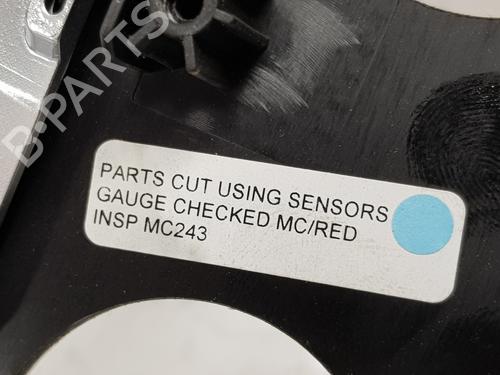 B-PARTS
PARTS CUT USING SENSORS
GAUGE CHECKED MC/RED
INSP MC243